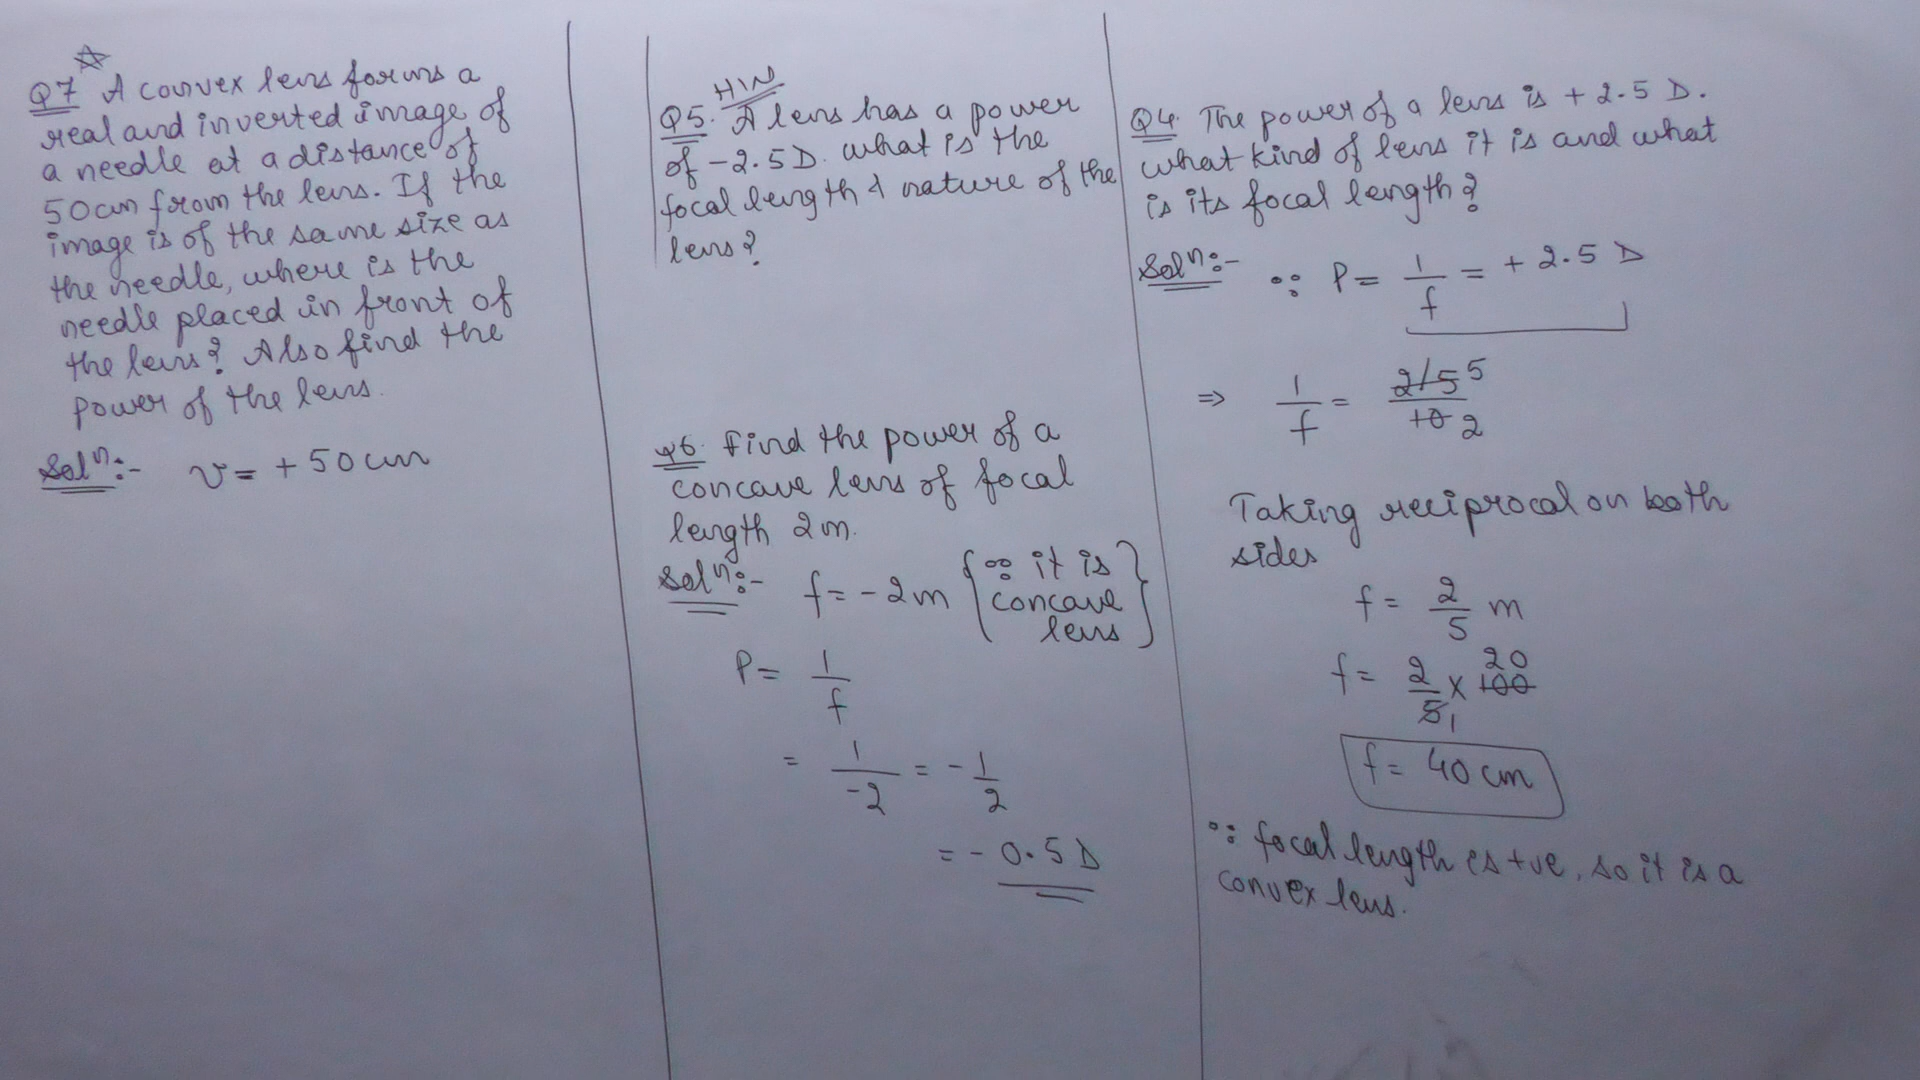 Q7 A convex lens forms a
real and inverted image of
a needle at a distance of
50cm from the lens. If the
image is of the same size as
the needle, where is the
needle placed in front of
the lens? Also find the
power of the lens.
Solⁿ:- v = +50cm
HIN
Q5. A lens has a power
of -2.5 D. what is the
focal length & nature of the
lens?
Q6. Find the power of a
concave lens of focal
length 2m.
Solⁿ:- f = -2m {∵ it is
concave
lens}
P = 1/f
= 1/-2 = -1/2
= -0.5 D
Q4. The power of a lens is +2.5 D.
what kind of lens it is and what
is its focal length?
Solⁿ:- ∵ P = 1/f = +2.5 D
⇒ 1/f = 25 5/10 2
Taking reciprocal on both
sides
f = 2/5 m
f = 2/5 1 × 100 20
f = 40 cm
∵ focal length is +ve, so it is a
convex lens.